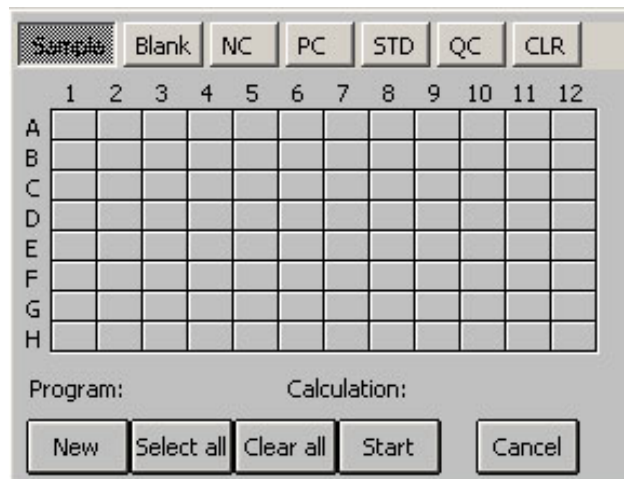 Sample Blank NC PC STD QC CLR
1 2 3 4 5 6 7 8 9 10 11 12
A
B
C
D
E
F
G
H
Program: Calculation:
New Select all Clear all Start Cancel